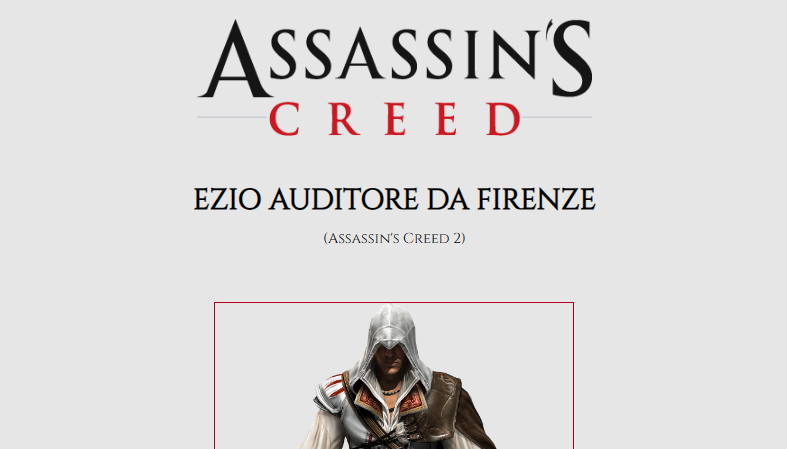 ASSASSIN'S
CREED
EZIO AUDITORE DA FIRENZE
(Assassin's Creed 2)